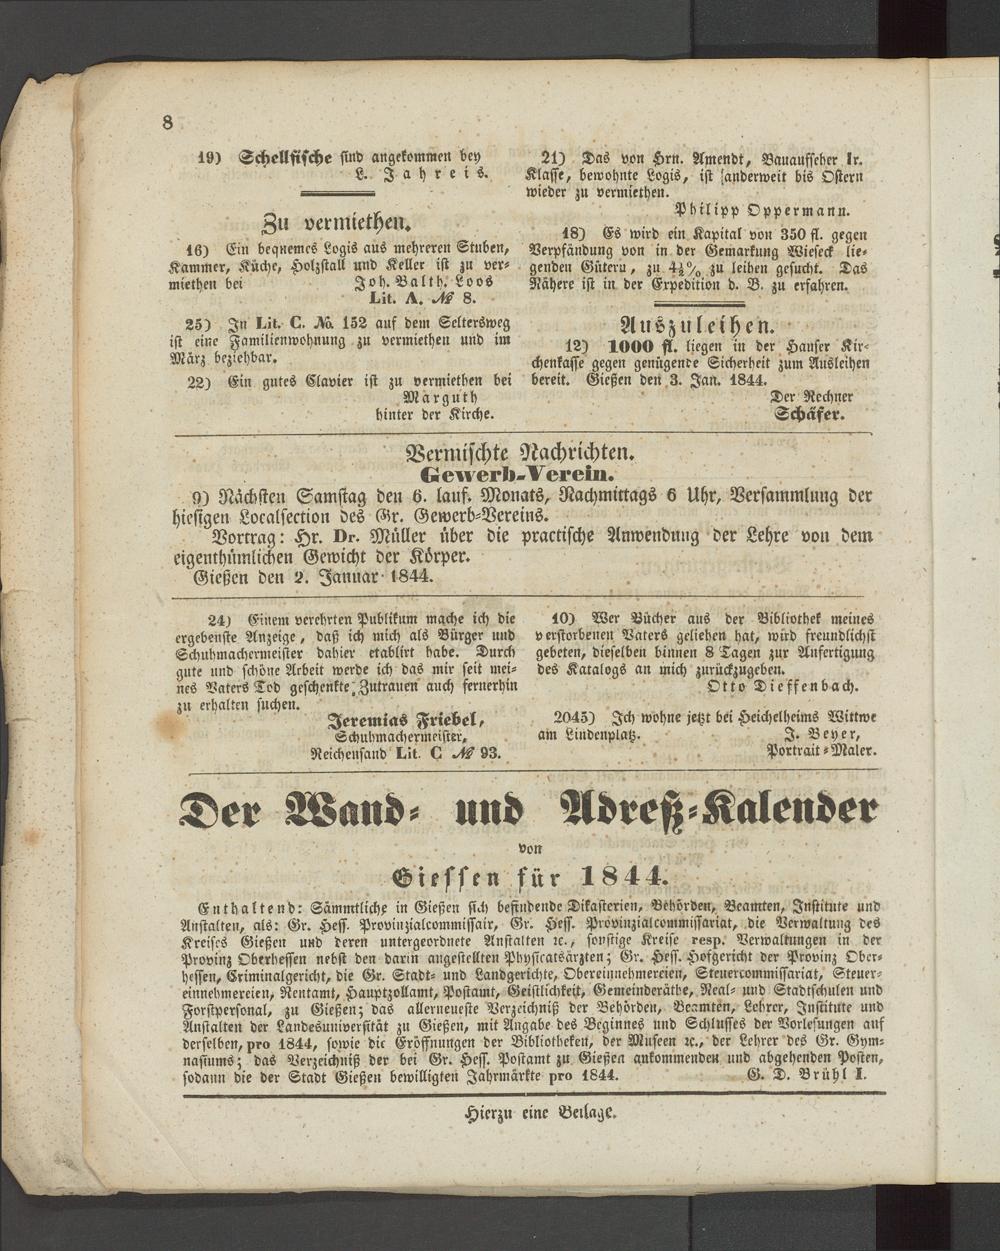 8
19) Schellfische sind angekommen bey
L. Jahreis.
Zu vermiethen.
16) Ein bequemes Logis aus mehreren Stuben,
Kammer, Küche, Holzstall und Keller ist zu ver-
miethen bei Joh. Balth. Loos
Lit. A. № 8.
25) In Lit. C. No. 152 auf dem Seltersweg
ist eine Familienwohnung zu vermiethen und im
März beziehbar.
22) Ein gutes Clavier ist zu vermiethen bei
Marguth
hinter der Kirche.
21) Das von Hrn. Amendt, Bauaufseher Ir.
Klasse, bewohnte Logis, ist anderweit bis Ostern
wieder zu vermiethen.
Philipp Oppermann.
18) Es wird ein Kapital von 350 fl. gegen
Verpfändung von in der Gemarkung Wieseck lie-
genden Gütern, zu 4½% zu leihen gesucht. Das
Nähere ist in der Expedition d. B. zu erfahren.
Auszuleihen.
12) 1000 fl. liegen in der Hauser Kir-
chenkasse gegen genügende Sicherheit zum Ausleihen
bereit. Gießen den 3. Jan. 1844.
Der Rechner
Schäfer.
Vermischte Nachrichten.
Gewerb-Verein.
9) Nächsten Samstag den 6. lauf. Monats, Nachmittags 6 Uhr, Versammlung der
hiesigen Localsection des Gr. Gewerb-Vereins.
Vortrag: Hr. Dr. Müller über die practische Anwendung der Lehre von dem
eigenthümlichen Gewicht der Körper.
Gießen den 2. Januar 1844.
24) Einem verehrten Publikum mache ich die
ergebenste Anzeige, daß ich mich als Bürger und
Schuhmachermeister dahier etablirt habe. Durch
gute und schöne Arbeit werde ich das mir seit mei-
nes Vaters Tod geschenkte Zutrauen auch fernerhin
zu erhalten suchen.
Jeremias Friebel,
Schuhmachermeister,
Reichensand Lit. C № 93.
10) Wer Bücher aus der Bibliothek meines
verstorbenen Vaters geliehen hat, wird freundlichst
gebeten, dieselben binnen 8 Tagen zur Anfertigung
des Katalogs an mich zurückzugeben.
Otto Dieffenbach.
2045) Ich wohne jetzt bei Heichelheims Wittwe
am Lindenplatz. J. Beyer,
Portrait-Maler.
Der Wand- und Adreß-Kalender
von
Giessen für 1844.
Enthaltend: Sämmtliche in Gießen sich befindende Dikasterien, Behörden, Beamten, Institute und
Anstalten, als: Gr. Hess. Provinzialcommissair, Gr. Hess. Provinzialcommissariat, die Verwaltung des
Kreises Gießen und deren untergeordnete Anstalten ꝛc., sonstige Kreise resp. Verwaltungen in der
Provinz Oberhessen nebst den darin angestellten Physicatsärzten; Gr. Hess. Hofgericht der Provinz Ober-
hessen, Criminalgericht, die Gr. Stadt- und Landgerichte, Obereinnehmereien, Steuercommissariat, Steuer-
einnehmereien, Rentamt, Hauptzollamt, Postamt, Geistlichkeit, Gemeinderäthe, Real- und Stadtschulen und
Forstpersonal, zu Gießen; das allerneueste Verzeichniß der Behörden, Beamten, Lehrer, Institute und
Anstalten der Landesuniversität zu Gießen, mit Angabe des Beginnes und Schlusses der Vorlesungen auf
derselben, pro 1844, sowie die Eröffnungen der Bibliotheken, der Museen ꝛc., der Lehrer des Gr. Gym-
nasiums; das Verzeichniß der bei Gr. Hess. Postamt zu Gießen ankommenden und abgehenden Posten,
sodann die der Stadt Gießen bewilligten Jahrmärkte pro 1844. G. D. Brühl I.
Hierzu eine Beilage.